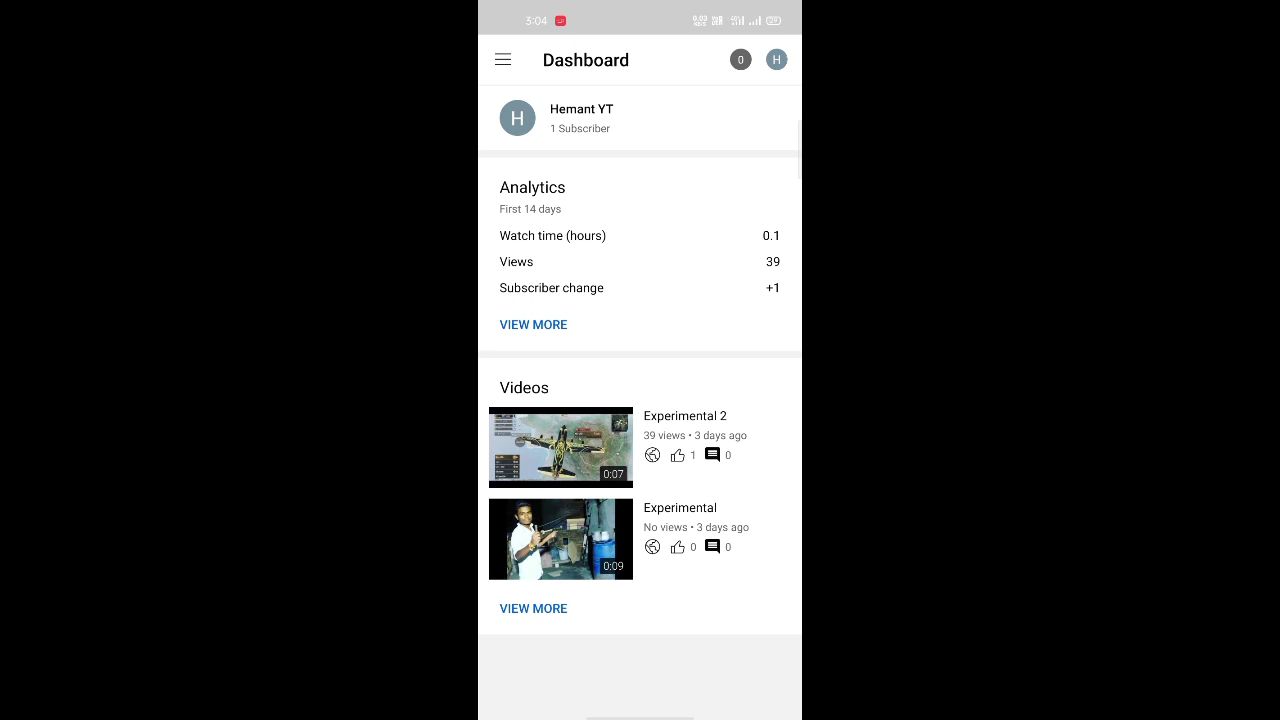 3:04
Dashboard
0
H
H
Hemant YT
1 Subscriber
Analytics
First 14 days
Watch time (hours) 0.1
Views 39
Subscriber change +1
VIEW MORE
Videos
0:07
Experimental 2
39 views • 3 days ago
1 0
0:09
Experimental
No views • 3 days ago
0 0
VIEW MORE